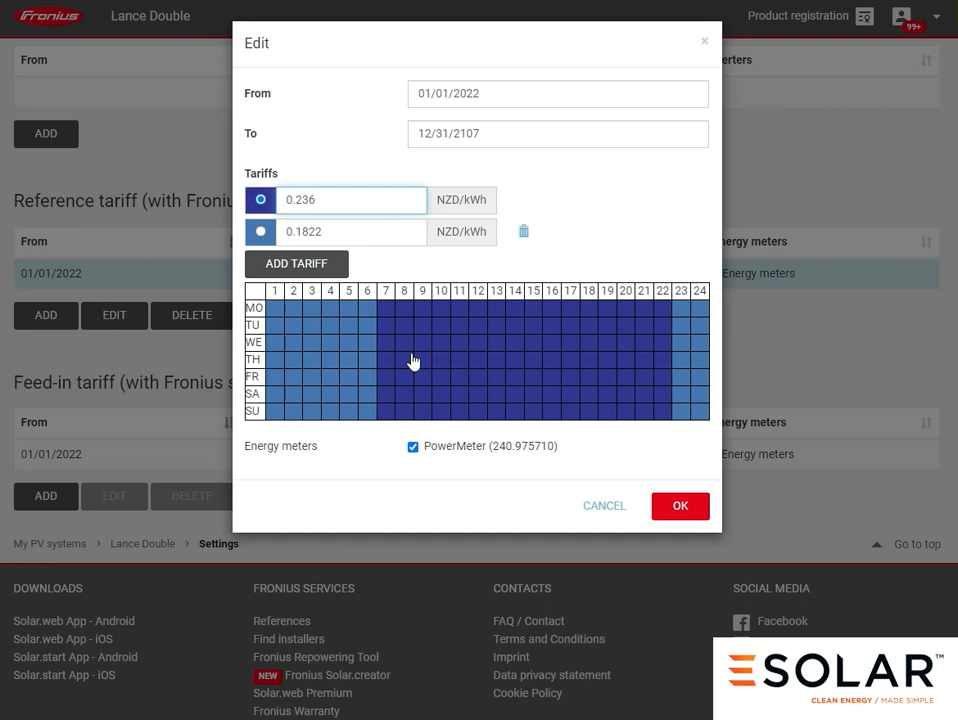 Fronius
Lance Double
Product registration
99+
Edit
×
From
erters
From
01/01/2022
ADD
To
12/31/2107
Tariffs
0.236
NZD/kWh
Reference tariff (with Froniu
0.1822
NZD/kWh
From
nergy meters
ADD TARIFF
01/01/2022
Energy meters
1 2 3 4 5 6 7 8 9 10 11 12 13 14 15 16 17 18 19 20 21 22 23 24
MO
TU
WE
TH
FR
SA
SU
ADD
EDIT
DELETE
Feed-in tariff (with Fronius s
From
nergy meters
Energy meters
PowerMeter (240.975710)
01/01/2022
Energy meters
ADD
EDIT
DELETE
CANCEL
OK
My PV systems > Lance Double > Settings
Go to top
DOWNLOADS
Solar.web App - Android
Solar.web App - iOS
Solar.start App - Android
Solar.start App - iOS
FRONIUS SERVICES
References
Find installers
Fronius Repowering Tool
NEW Fronius Solar.creator
Solar.web Premium
Fronius Warranty
CONTACTS
FAQ / Contact
Terms and Conditions
Imprint
Data privacy statement
Cookie Policy
SOCIAL MEDIA
Facebook
ESOLAR™
CLEAN ENERGY / MADE SIMPLE